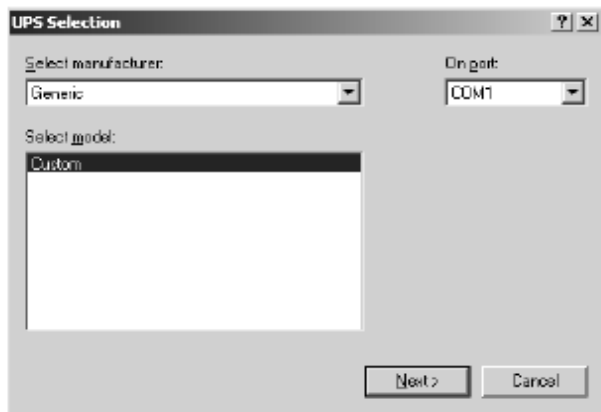 UPS Selection
Select manufacturer:
On port:
Generic
COM1
Select model:
Custom
Next >
Cancel